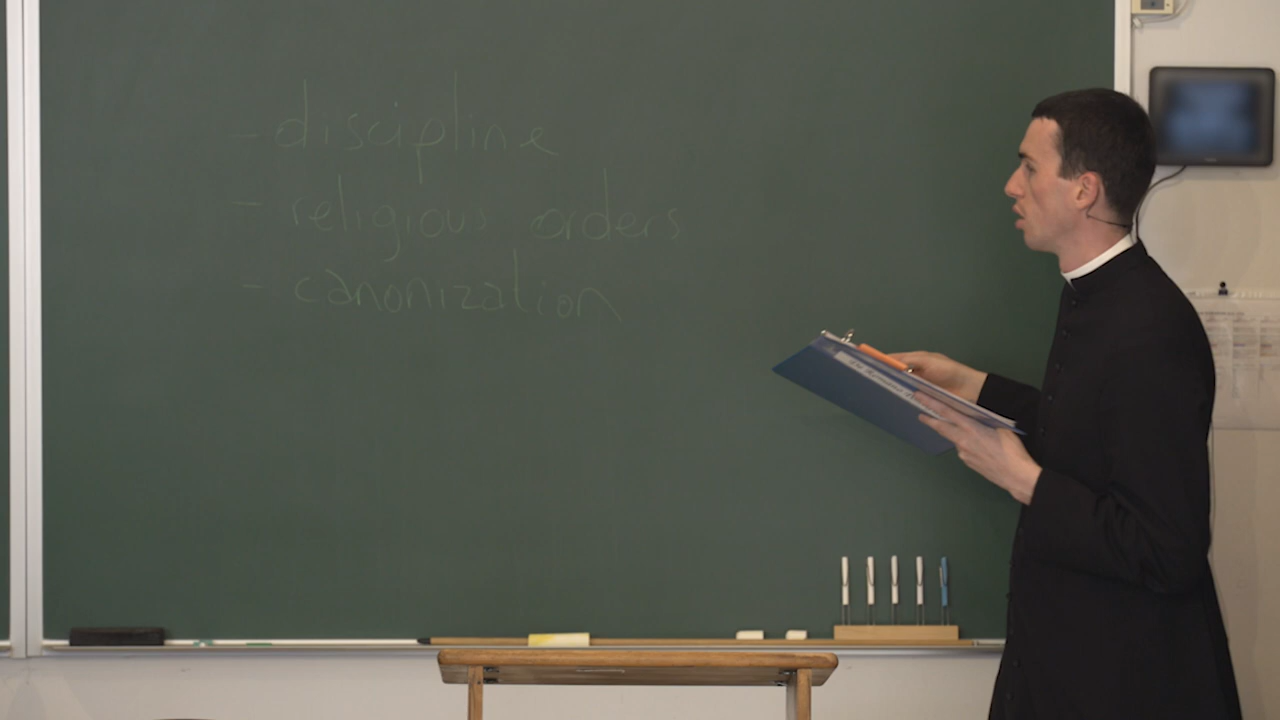 - discipline
- religious orders
- canonization